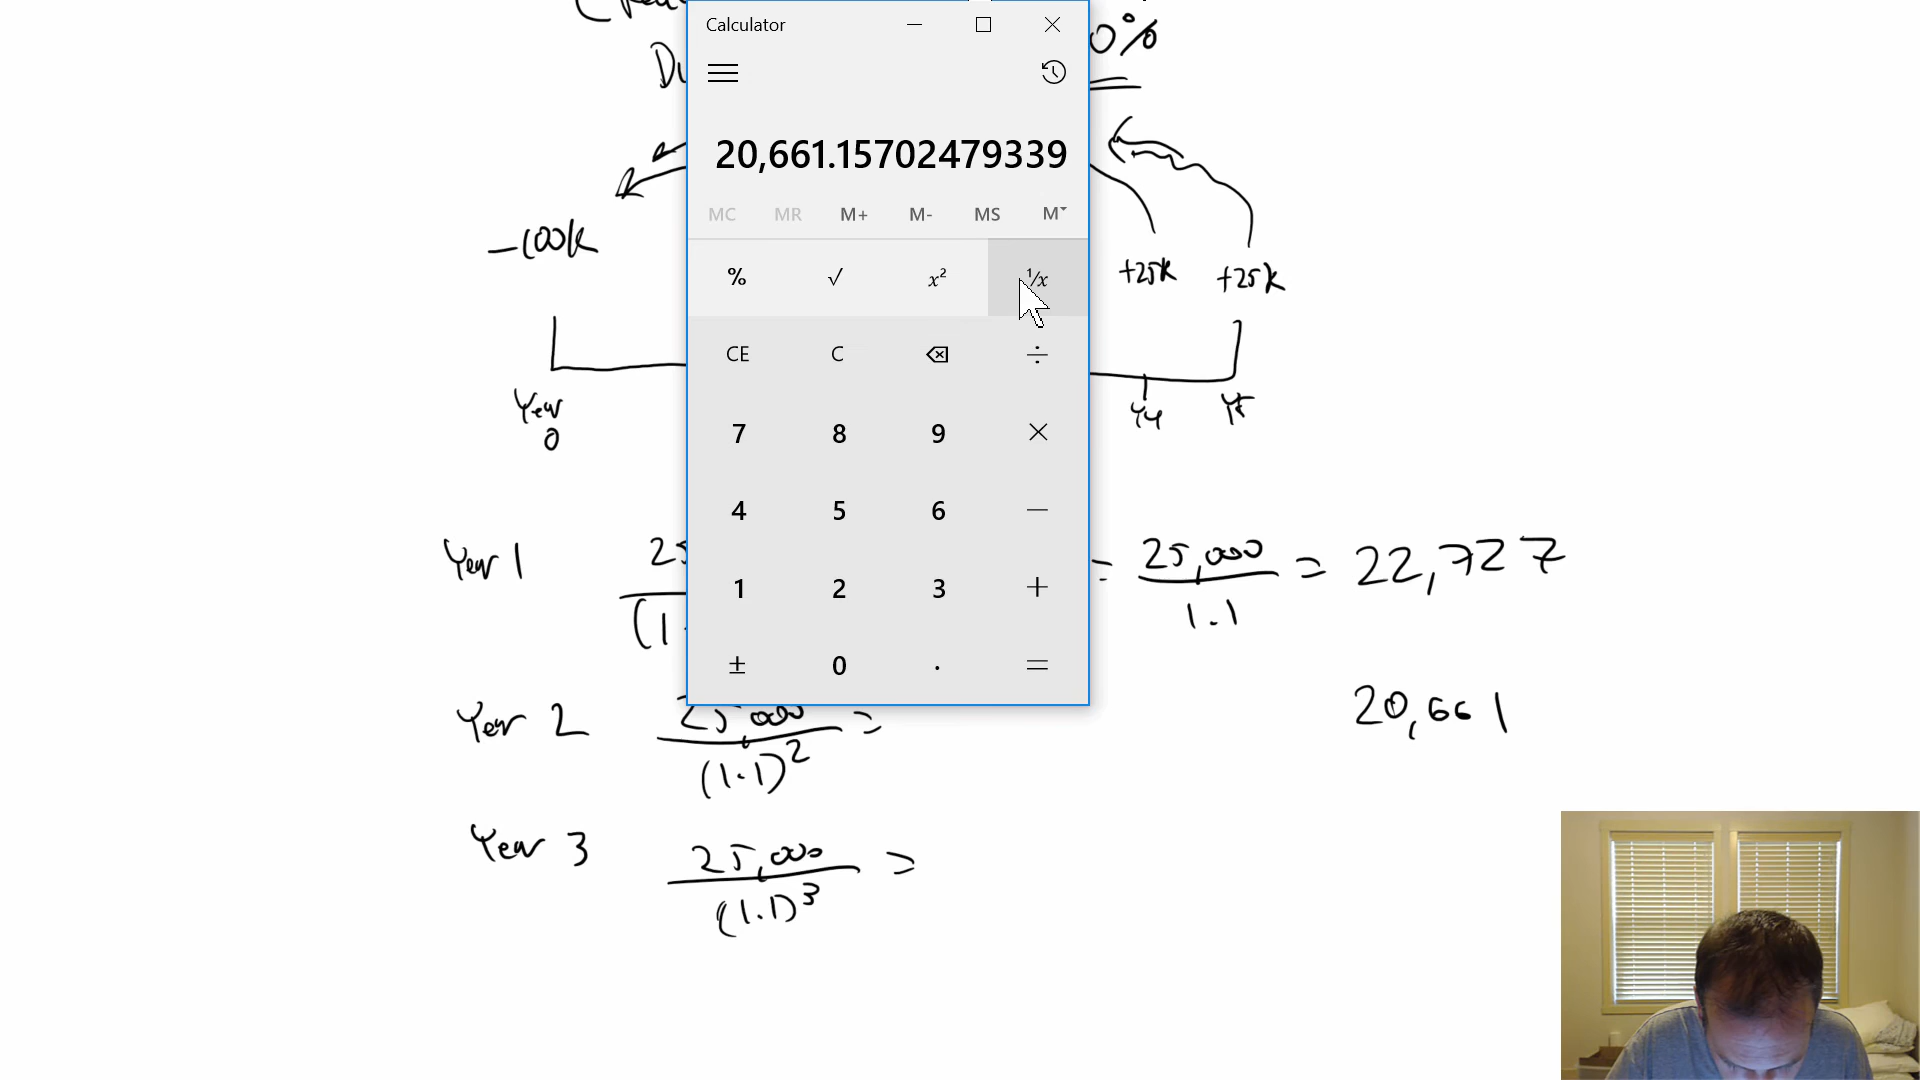 Calculator
0%
20,661.15702479339
MC MR M+ M- MS M
% √ x² ¹/x
CE C ÷
7 8 9 ×
4 5 6 −
1 2 3 +
± 0 . =
-100k
+25k +25k
Year 0
Y4 Y5
Year 1
= 25,000 / 1.1 = 22,727
Year 2 25,000 / (1.1)² = 20,661
Year 3 25,000 / (1.1)³ =